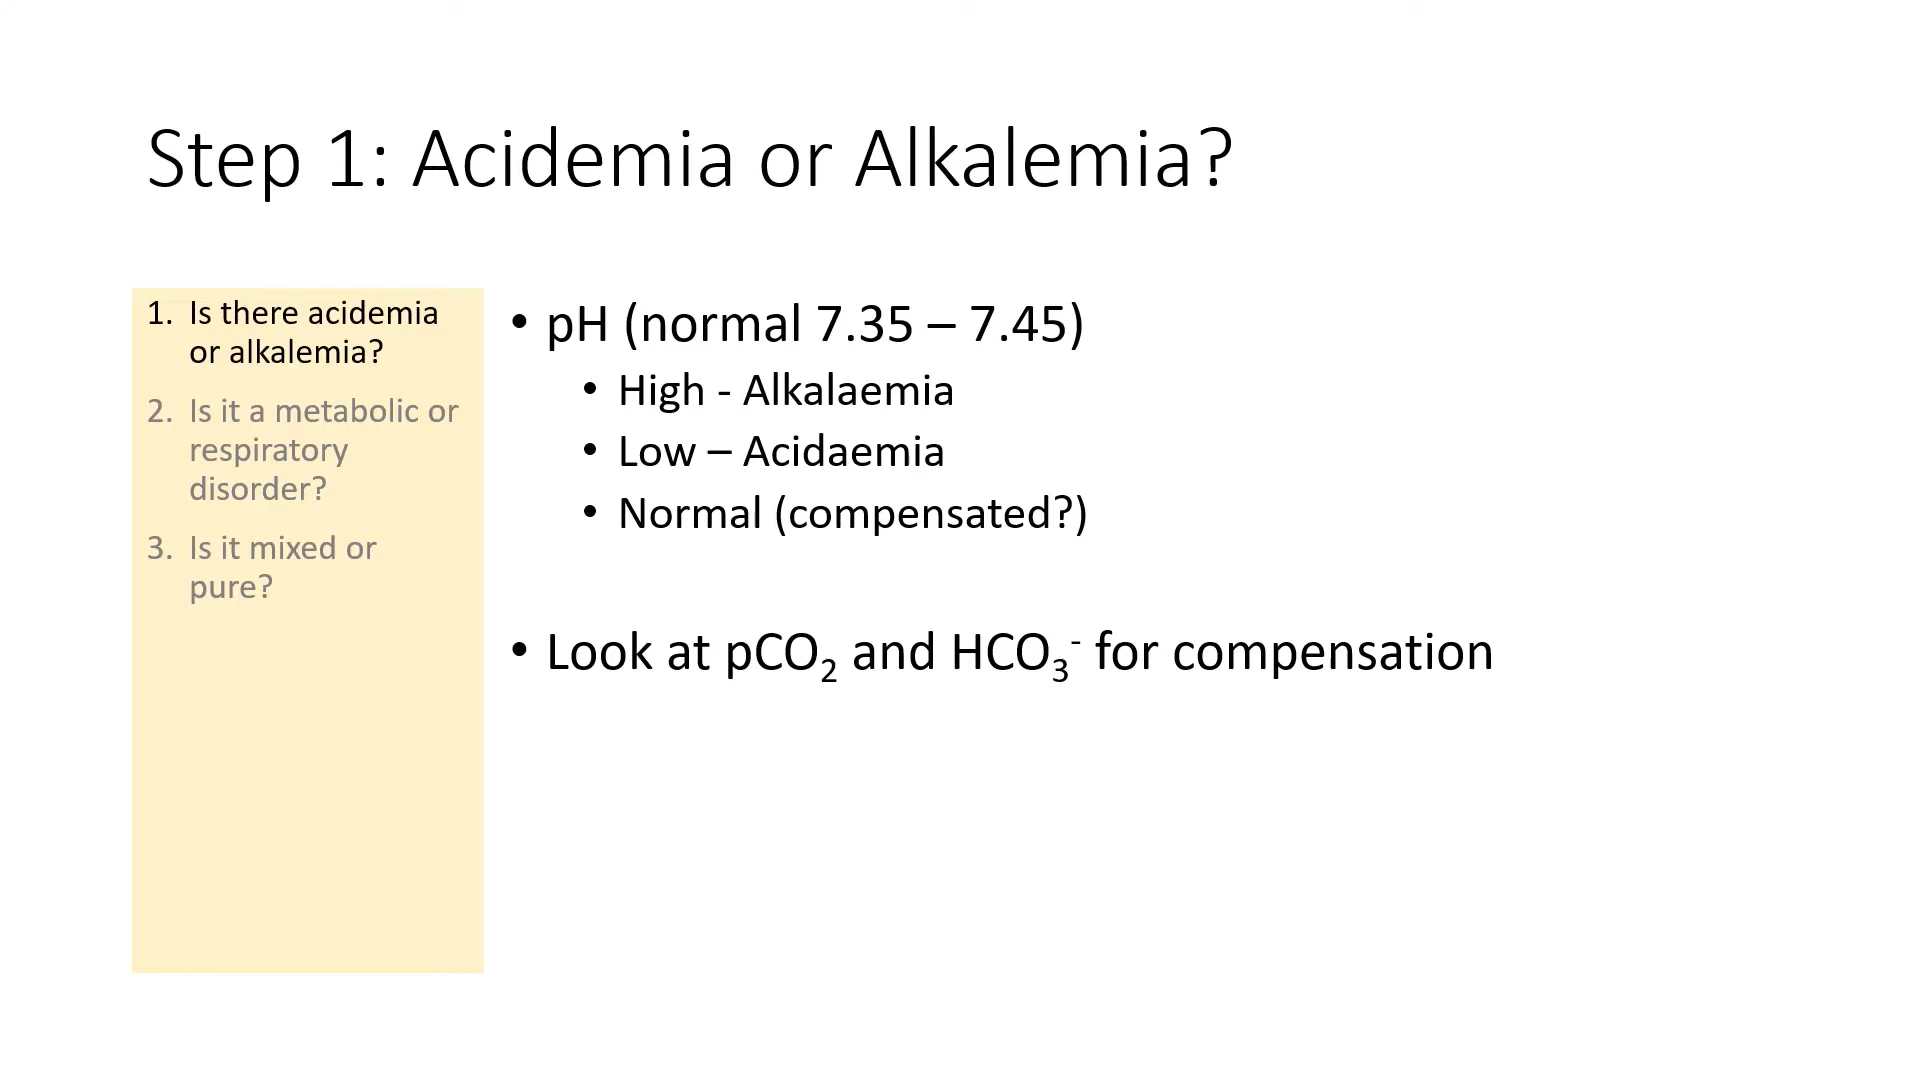 Step 1: Acidemia or Alkalemia?
1. Is there acidemia
or alkalemia?
2. Is it a metabolic or
respiratory
disorder?
3. Is it mixed or
pure?
• pH (normal 7.35 – 7.45)
• High - Alkalaemia
• Low – Acidaemia
• Normal (compensated?)
• Look at pCO₂ and HCO₃⁻ for compensation